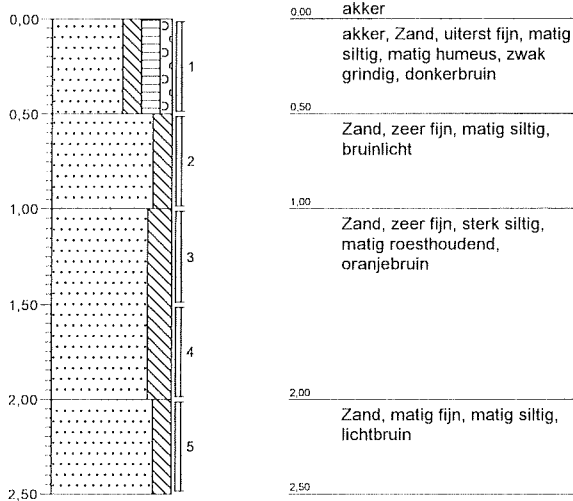 0,00
0,50
1,00
1,50
2,00
2,50
1
2
3
4
5
0,00
akker
akker, Zand, uiterst fijn, matig
siltig, matig humeus, zwak
grindig, donkerbruin
0,50
Zand, zeer fijn, matig siltig,
bruinlicht
1,00
Zand, zeer fijn, sterk siltig,
matig roesthoudend,
oranjebruin
2,00
Zand, matig fijn, matig siltig,
lichtbruin
2,50